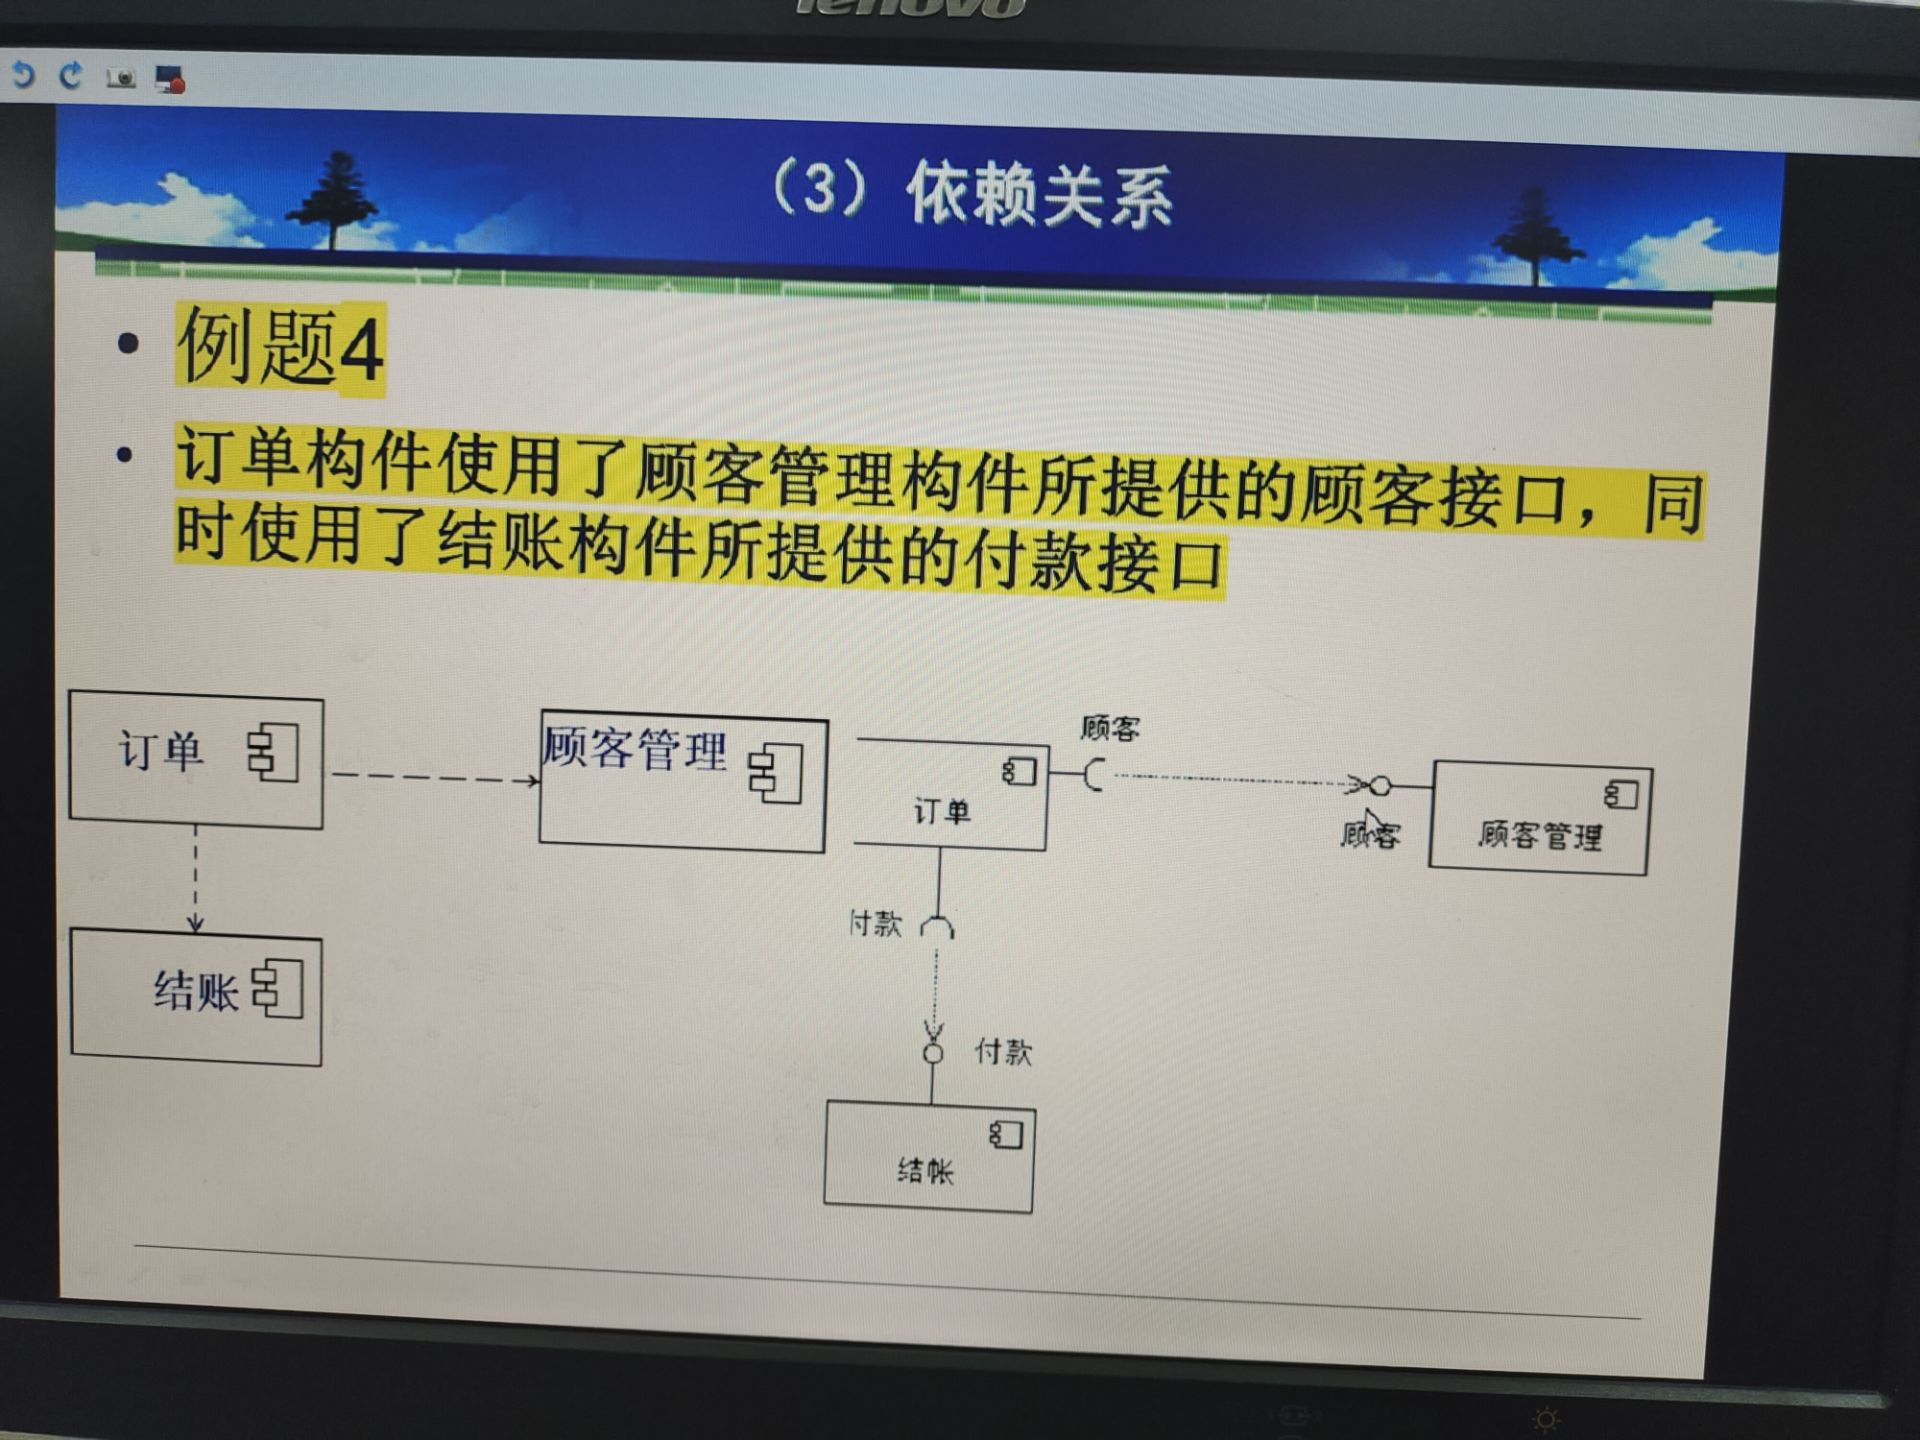 lenovo
（3）依赖关系
• 例题4
• 订单构件使用了顾客管理构件所提供的顾客接口，同
时使用了结账构件所提供的付款接口
订单
顾客管理
结账
顾客
订单
顾客
顾客管理
付款
付款
结帐